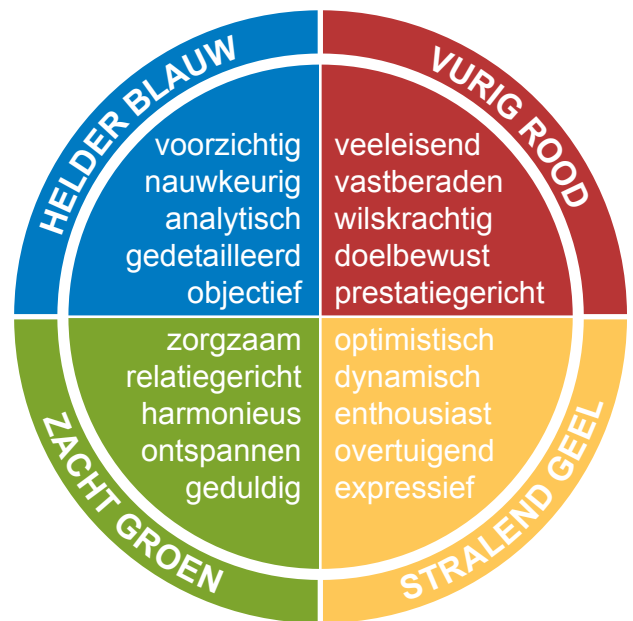 HELDER BLAUW
voorzichtig
nauwkeurig
analytisch
gedetailleerd
objectief
VURIG ROOD
veeleisend
vastberaden
wilskrachtig
doelbewust
prestatiegericht
ZACHT GROEN
zorgzaam
relatiegericht
harmonieus
ontspannen
geduldig
STRALEND GEEL
optimistisch
dynamisch
enthousiast
overtuigend
expressief